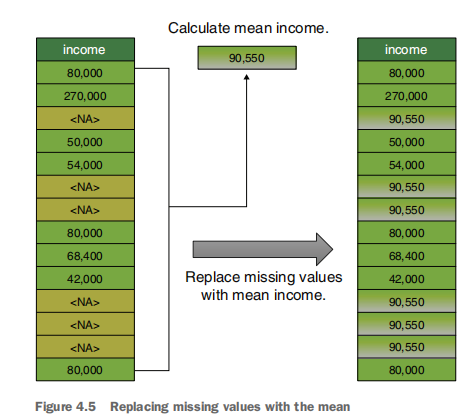 Calculate mean income.
90,550
income
80,000
270,000
<NA>
50,000
54,000
<NA>
<NA>
80,000
68,400
42,000
<NA>
<NA>
<NA>
80,000
Replace missing values
with mean income.
income
80,000
270,000
90,550
50,000
54,000
90,550
90,550
80,000
68,400
42,000
90,550
90,550
90,550
80,000
Figure 4.5 Replacing missing values with the mean